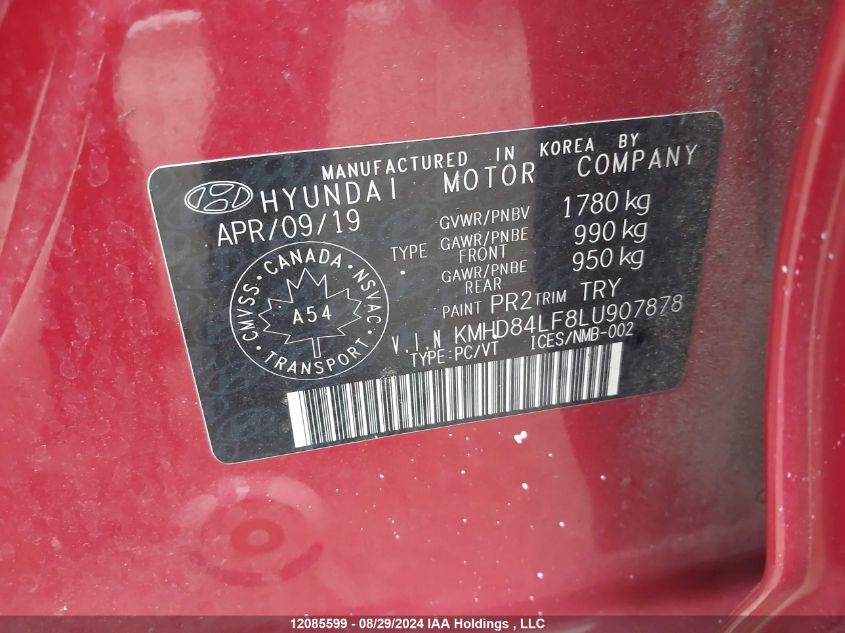 MANUFACTURED IN KOREA BY
HYUNDAI MOTOR COMPANY
APR/09/19
GVWR/PNBV 1780 kg
TYPE GAWR/PNBE FRONT 990 kg
GAWR/PNBE REAR 950 kg
PAINT PR2 TRIM TRY
V.I.N KMHD84LF8LU907878
TYPE:PC/VT ICES/NMB-002
CMVSS · CANADA · NSVAC · TRANSPORT ·
A54
12085599 - 08/29/2024 IAA Holdings , LLC